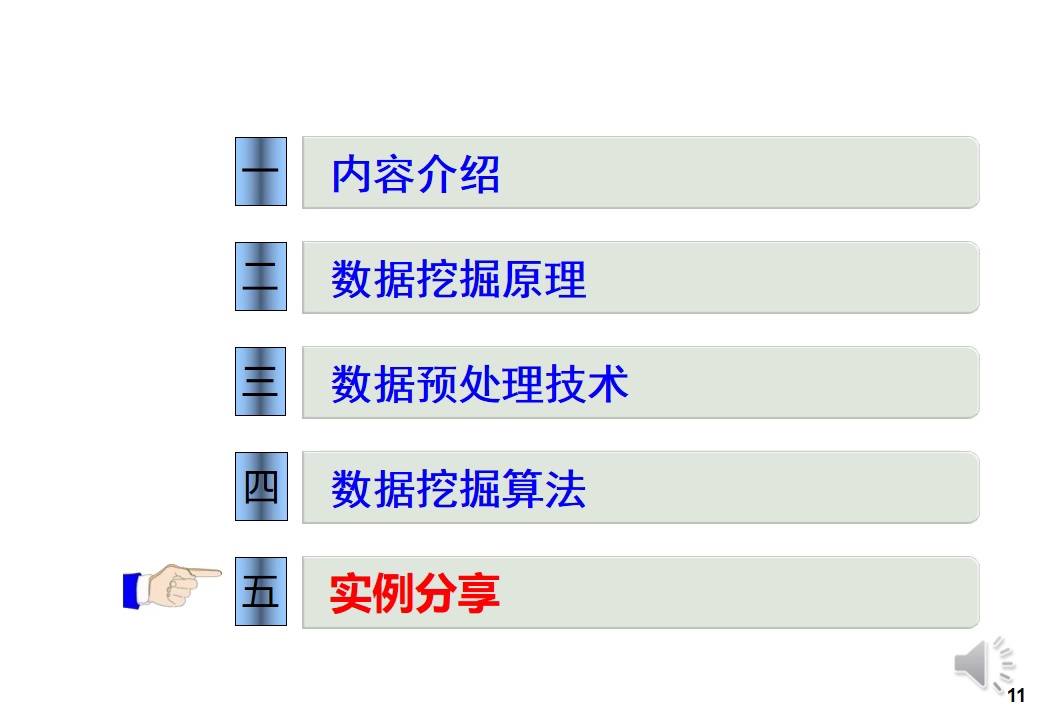 一 内容介绍
二 数据挖掘原理
三 数据预处理技术
四 数据挖掘算法
五 实例分享
11